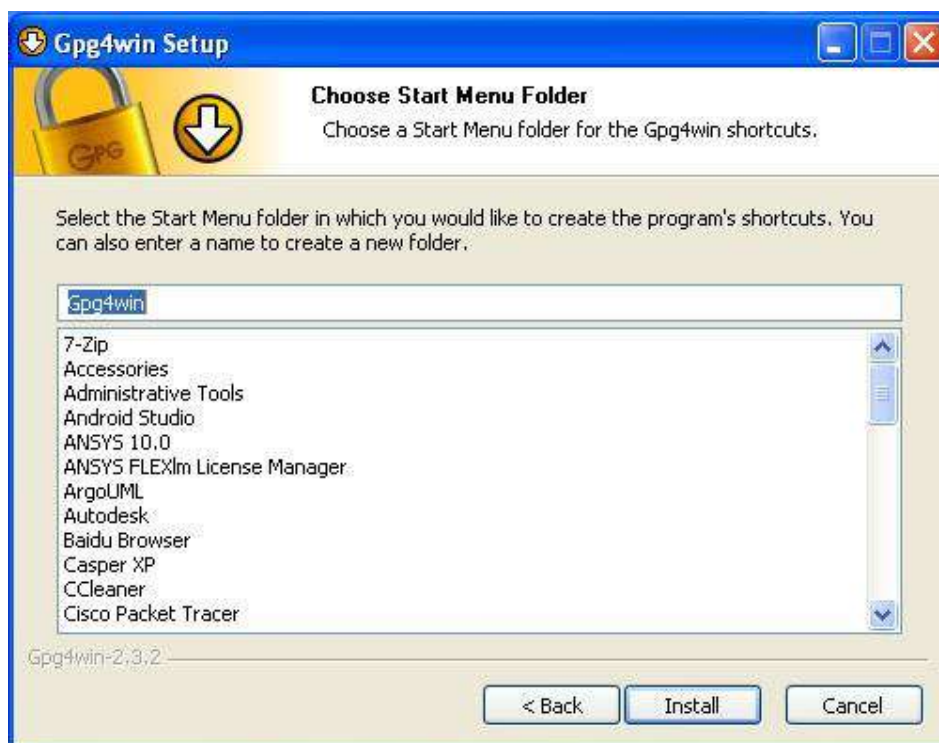 Gpg4win Setup
GPG
Choose Start Menu Folder
Choose a Start Menu folder for the Gpg4win shortcuts.
Select the Start Menu folder in which you would like to create the program's shortcuts. You
can also enter a name to create a new folder.
Gpg4win
7-Zip
Accessories
Administrative Tools
Android Studio
ANSYS 10.0
ANSYS FLEXlm License Manager
ArgoUML
Autodesk
Baidu Browser
Casper XP
CCleaner
Cisco Packet Tracer
Gpg4win-2.3.2
< Back
Install
Cancel